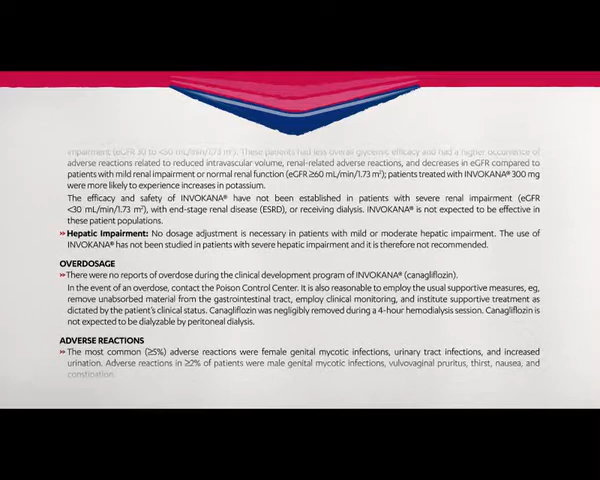 impairment (eGFR 30 to <50 mL/min/1.73 m²). These patients had less overall glycemic efficacy and had a higher occurrence of
adverse reactions related to reduced intravascular volume, renal-related adverse reactions, and decreases in eGFR compared to
patients with mild renal impairment or normal renal function (eGFR ≥60 mL/min/1.73 m²); patients treated with INVOKANA® 300 mg
were more likely to experience increases in potassium.
The efficacy and safety of INVOKANA® have not been established in patients with severe renal impairment (eGFR
<30 mL/min/1.73 m²), with end-stage renal disease (ESRD), or receiving dialysis. INVOKANA® is not expected to be effective in
these patient populations.
»Hepatic Impairment: No dosage adjustment is necessary in patients with mild or moderate hepatic impairment. The use of
INVOKANA® has not been studied in patients with severe hepatic impairment and it is therefore not recommended.
OVERDOSAGE
»There were no reports of overdose during the clinical development program of INVOKANA® (canagliflozin).
In the event of an overdose, contact the Poison Control Center. It is also reasonable to employ the usual supportive measures, eg,
remove unabsorbed material from the gastrointestinal tract, employ clinical monitoring, and institute supportive treatment as
dictated by the patient's clinical status. Canagliflozin was negligibly removed during a 4-hour hemodialysis session. Canagliflozin is
not expected to be dialyzable by peritoneal dialysis.
ADVERSE REACTIONS
»The most common (≥5%) adverse reactions were female genital mycotic infections, urinary tract infections, and increased
urination. Adverse reactions in ≥2% of patients were male genital mycotic infections, vulvovaginal pruritus, thirst, nausea, and
constipation.